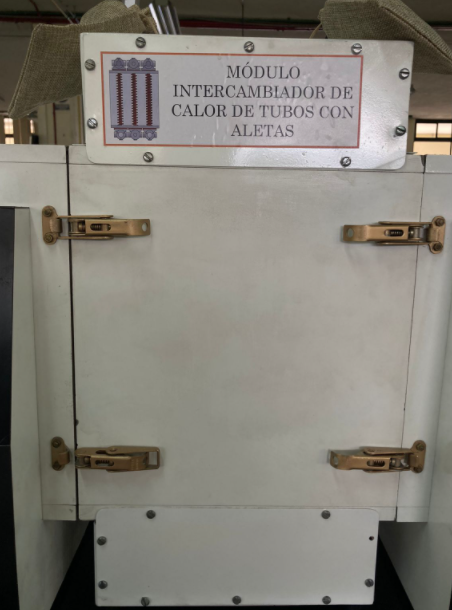 MÓDULO
INTERCAMBIADOR DE
CALOR DE TUBOS CON
ALETAS